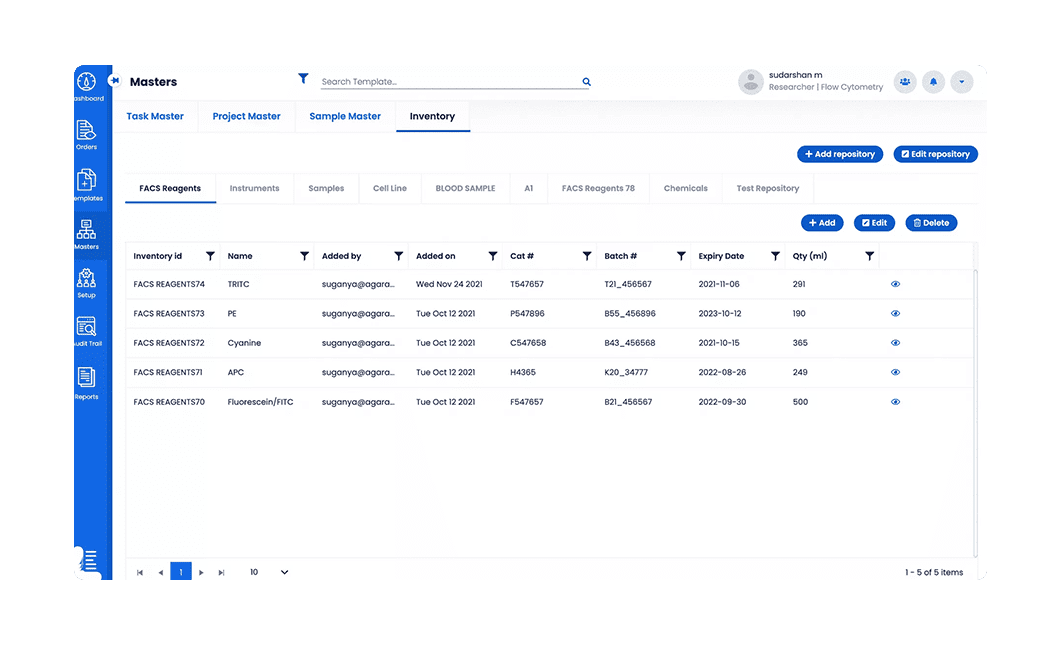 Masters
Search Template...
sudarshan m
Researcher | Flow Cytometry
ashboard
Orders
emplates
Masters
Setup
Audit Trail
Reports
Task Master Project Master Sample Master Inventory
+ Add repository Edit repository
FACS Reagents Instruments Samples Cell Line BLOOD SAMPLE A1 FACS Reagents 78 Chemicals Test Repository
+ Add Edit Delete
Inventory id Name Added by Added on Cat # Batch # Expiry Date Qty (ml)
FACS REAGENTS74 TRITC suganya@agara... Wed Nov 24 2021 T547657 T21_456567 2021-11-06 291
FACS REAGENTS73 PE suganya@agara... Tue Oct 12 2021 P547896 B55_456896 2023-10-12 190
FACS REAGENTS72 Cyanine suganya@agara... Tue Oct 12 2021 C547658 B43_456568 2021-10-15 365
FACS REAGENTS71 APC suganya@agara... Tue Oct 12 2021 H4365 K20_34777 2022-08-26 249
FACS REAGENTS70 Fluorescein/FITC suganya@agara... Tue Oct 12 2021 F547657 B21_456567 2022-09-30 500
1 10 1 - 5 of 5 items